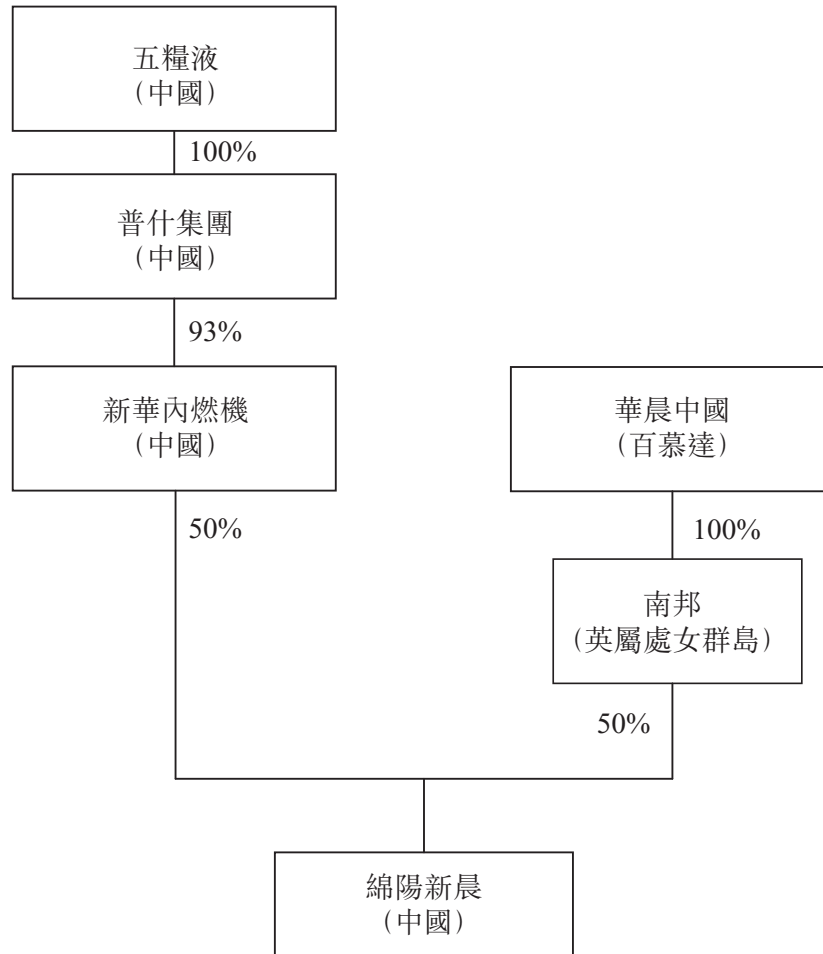 五糧液
（中國）
100%
普什集團
（中國）
93%
新華內燃機
（中國）
華晨中國
（百慕達）
50%
100%
南邦
（英屬處女群島）
50%
綿陽新晨
（中國）